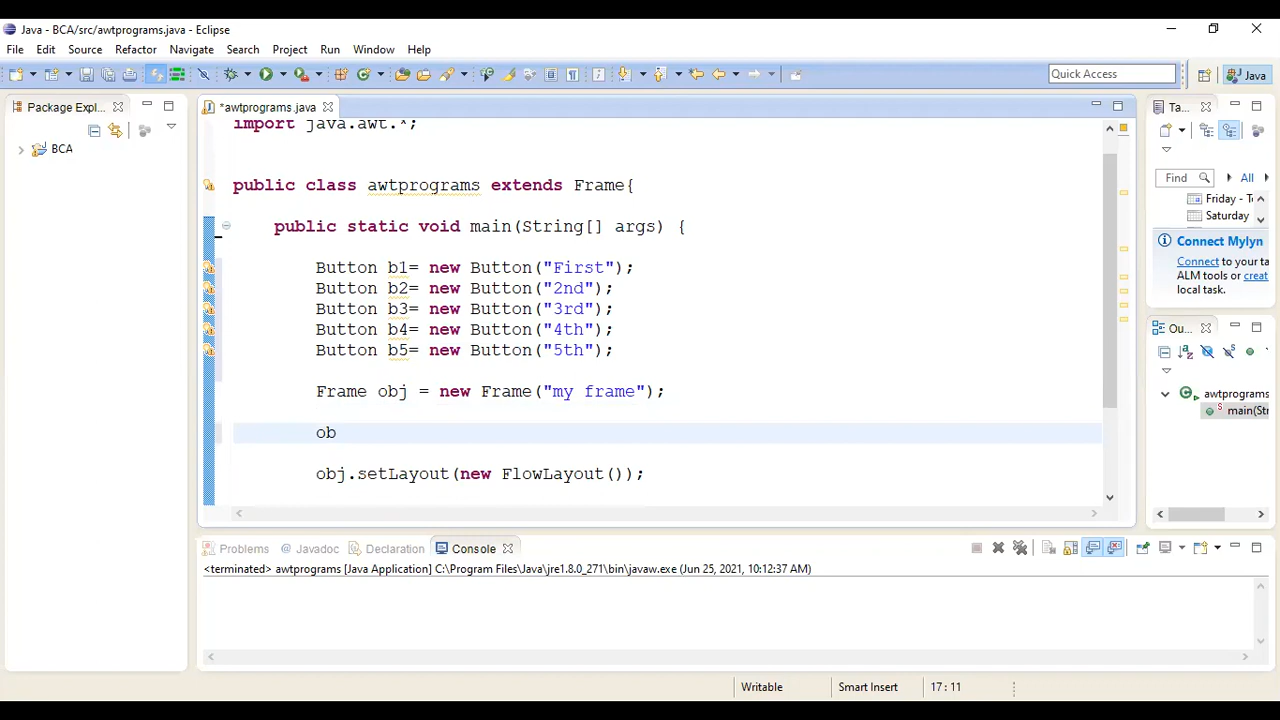 Java - BCA/src/awtprograms.java - Eclipse
File Edit Source Refactor Navigate Search Project Run Window Help
Quick Access Java
Package Expl...
BCA
*awtprograms.java
import java.awt.*;
public class awtprograms extends Frame{
public static void main(String[] args) {
Button b1= new Button("First");
Button b2= new Button("2nd");
Button b3= new Button("3rd");
Button b4= new Button("4th");
Button b5= new Button("5th");
Frame obj = new Frame("my frame");
ob
obj.setLayout(new FlowLayout());
Ta...
Find All
Friday - T
Saturday
Connect Mylyn
Connect to your ta
ALM tools or creat
local task.
Ou...
awtprograms
main(Str
Problems Javadoc Declaration Console
<terminated> awtprograms [Java Application] C:\Program Files\Java\jre1.8.0_271\bin\javaw.exe (Jun 25, 2021, 10:12:37 AM)
Writable Smart Insert 17 : 11